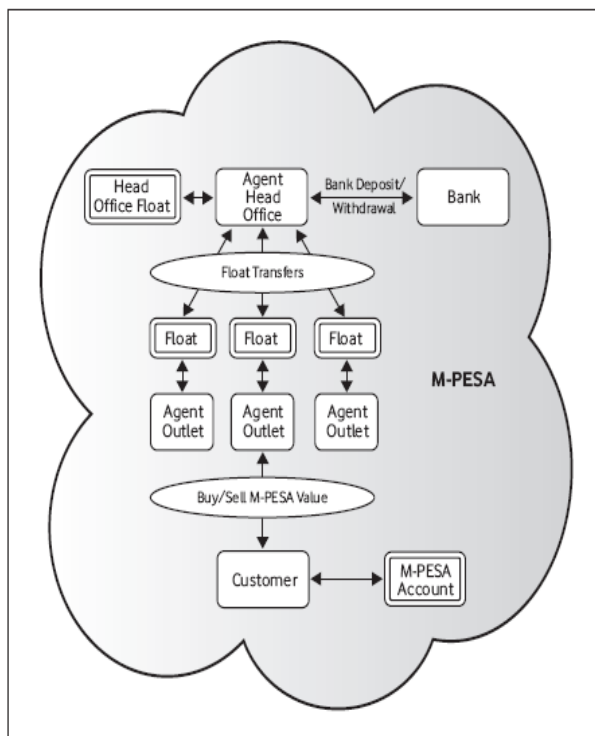 Head
Office Float
Agent
Head
Office
Bank Deposit/
Withdrawal
Bank
Float Transfers
Float
Float
Float
M-PESA
Agent
Outlet
Agent
Outlet
Agent
Outlet
Buy/Sell M-PESA Value
Customer
M-PESA
Account